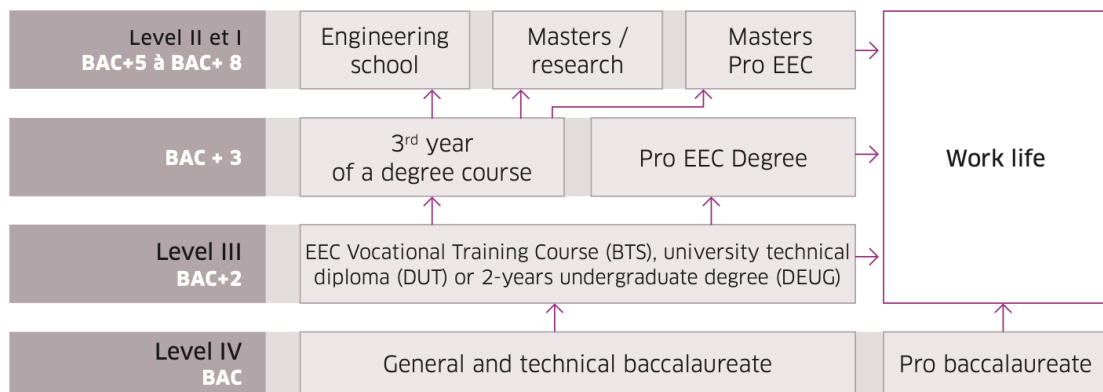 Level II et I
BAC+5 à BAC+ 8
Engineering
school
Masters /
research
Masters
Pro EEC
BAC + 3
3rd year
of a degree course
Pro EEC Degree
Work life
Level III
BAC+2
EEC Vocational Training Course (BTS), university technical
diploma (DUT) or 2-years undergraduate degree (DEUG)
Level IV
BAC
General and technical baccalaureate
Pro baccalaureate